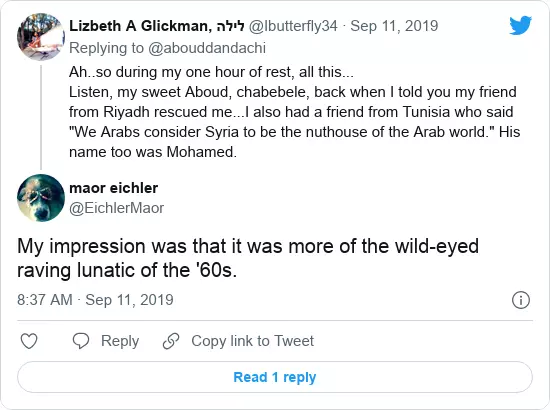 Lizbeth A Glickman, לילה @lbutterfly34 · Sep 11, 2019
Replying to @abouddandachi
Ah..so during my one hour of rest, all this...
Listen, my sweet Aboud, chabebele, back when I told you my friend
from Riyadh rescued me...I also had a friend from Tunisia who said
"We Arabs consider Syria to be the nuthouse of the Arab world." His
name too was Mohamed.
maor eichler
@EichlerMaor
My impression was that it was more of the wild-eyed
raving lunatic of the '60s.
8:37 AM · Sep 11, 2019
Reply
Copy link to Tweet
Read 1 reply